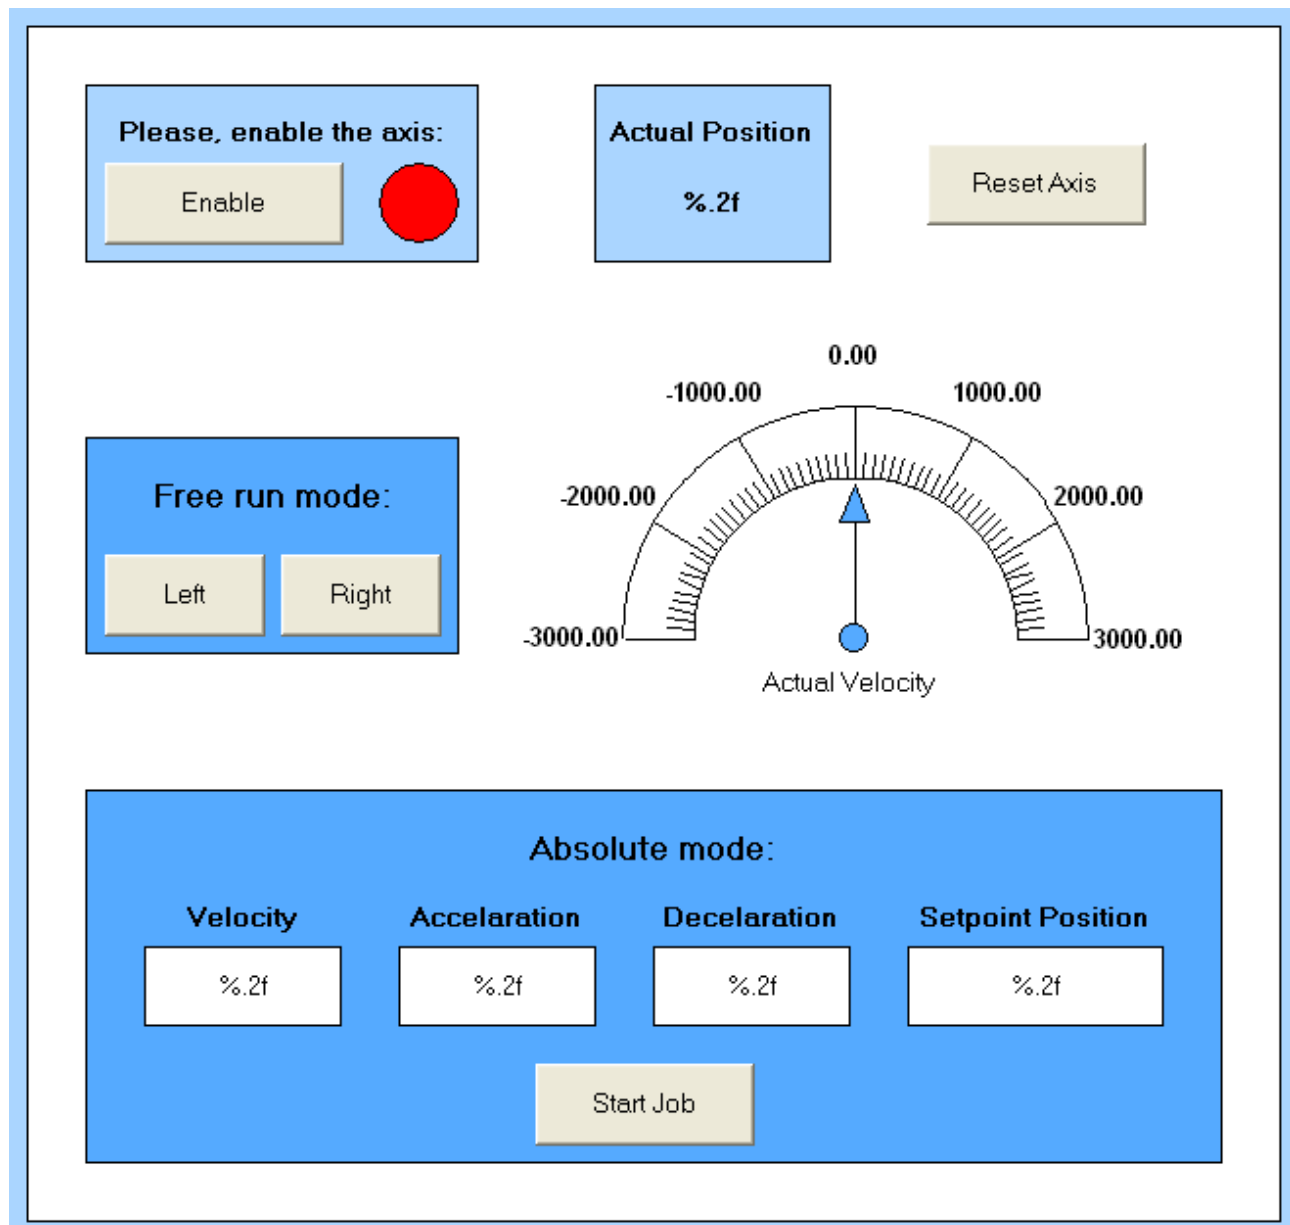 Please, enable the axis:
Enable
Actual Position
%.2f
Reset Axis
0.00
-1000.00
1000.00
-2000.00
2000.00
-3000.00
3000.00
Actual Velocity
Free run mode:
Left
Right
Absolute mode:
Velocity
Accelaration
Decelaration
Setpoint Position
%.2f
%.2f
%.2f
%.2f
Start Job